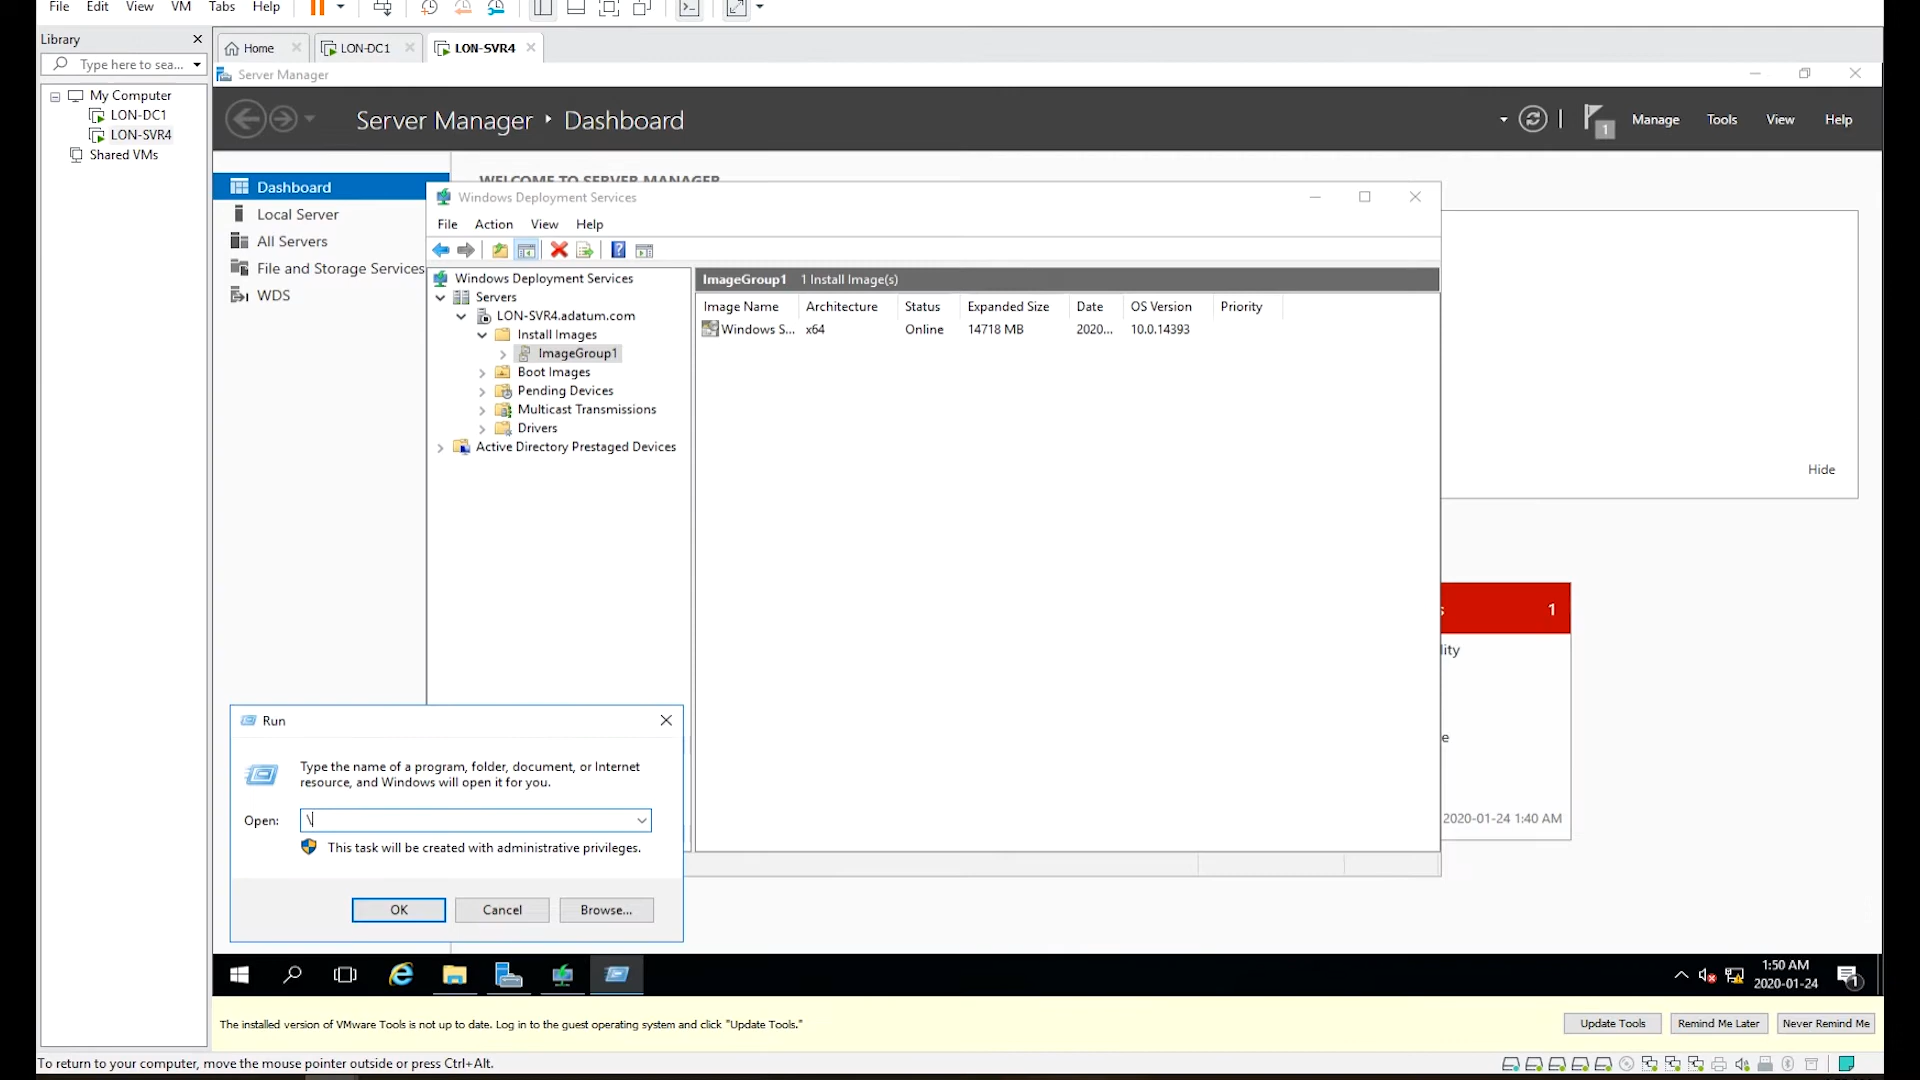 File Edit View VM Tabs Help
Library
Home
LON-DC1
LON-SVR4
Type here to sea...
Server Manager
My Computer
LON-DC1
LON-SVR4
Shared VMs
Server Manager Dashboard
1
Manage Tools View Help
WELCOME TO SERVER MANAGER
Dashboard
Local Server
All Servers
File and Storage Services
WDS
Windows Deployment Services
File Action View Help
Windows Deployment Services
Servers
LON-SVR4.adatum.com
Install Images
ImageGroup1
Boot Images
Pending Devices
Multicast Transmissions
Drivers
Active Directory Prestaged Devices
ImageGroup1 1 Install Image(s)
Image Name Architecture Status Expanded Size Date OS Version Priority
Windows S... x64 Online 14718 MB 2020... 10.0.14393
Hide
s 1
lity
e
2020-01-24 1:40 AM
Run
Type the name of a program, folder, document, or Internet
resource, and Windows will open it for you.
Open: \
This task will be created with administrative privileges.
OK Cancel Browse...
1:50 AM
2020-01-24
1
The installed version of VMware Tools is not up to date. Log in to the guest operating system and click "Update Tools."
Update Tools Remind Me Later Never Remind Me
To return to your computer, move the mouse pointer outside or press Ctrl+Alt.